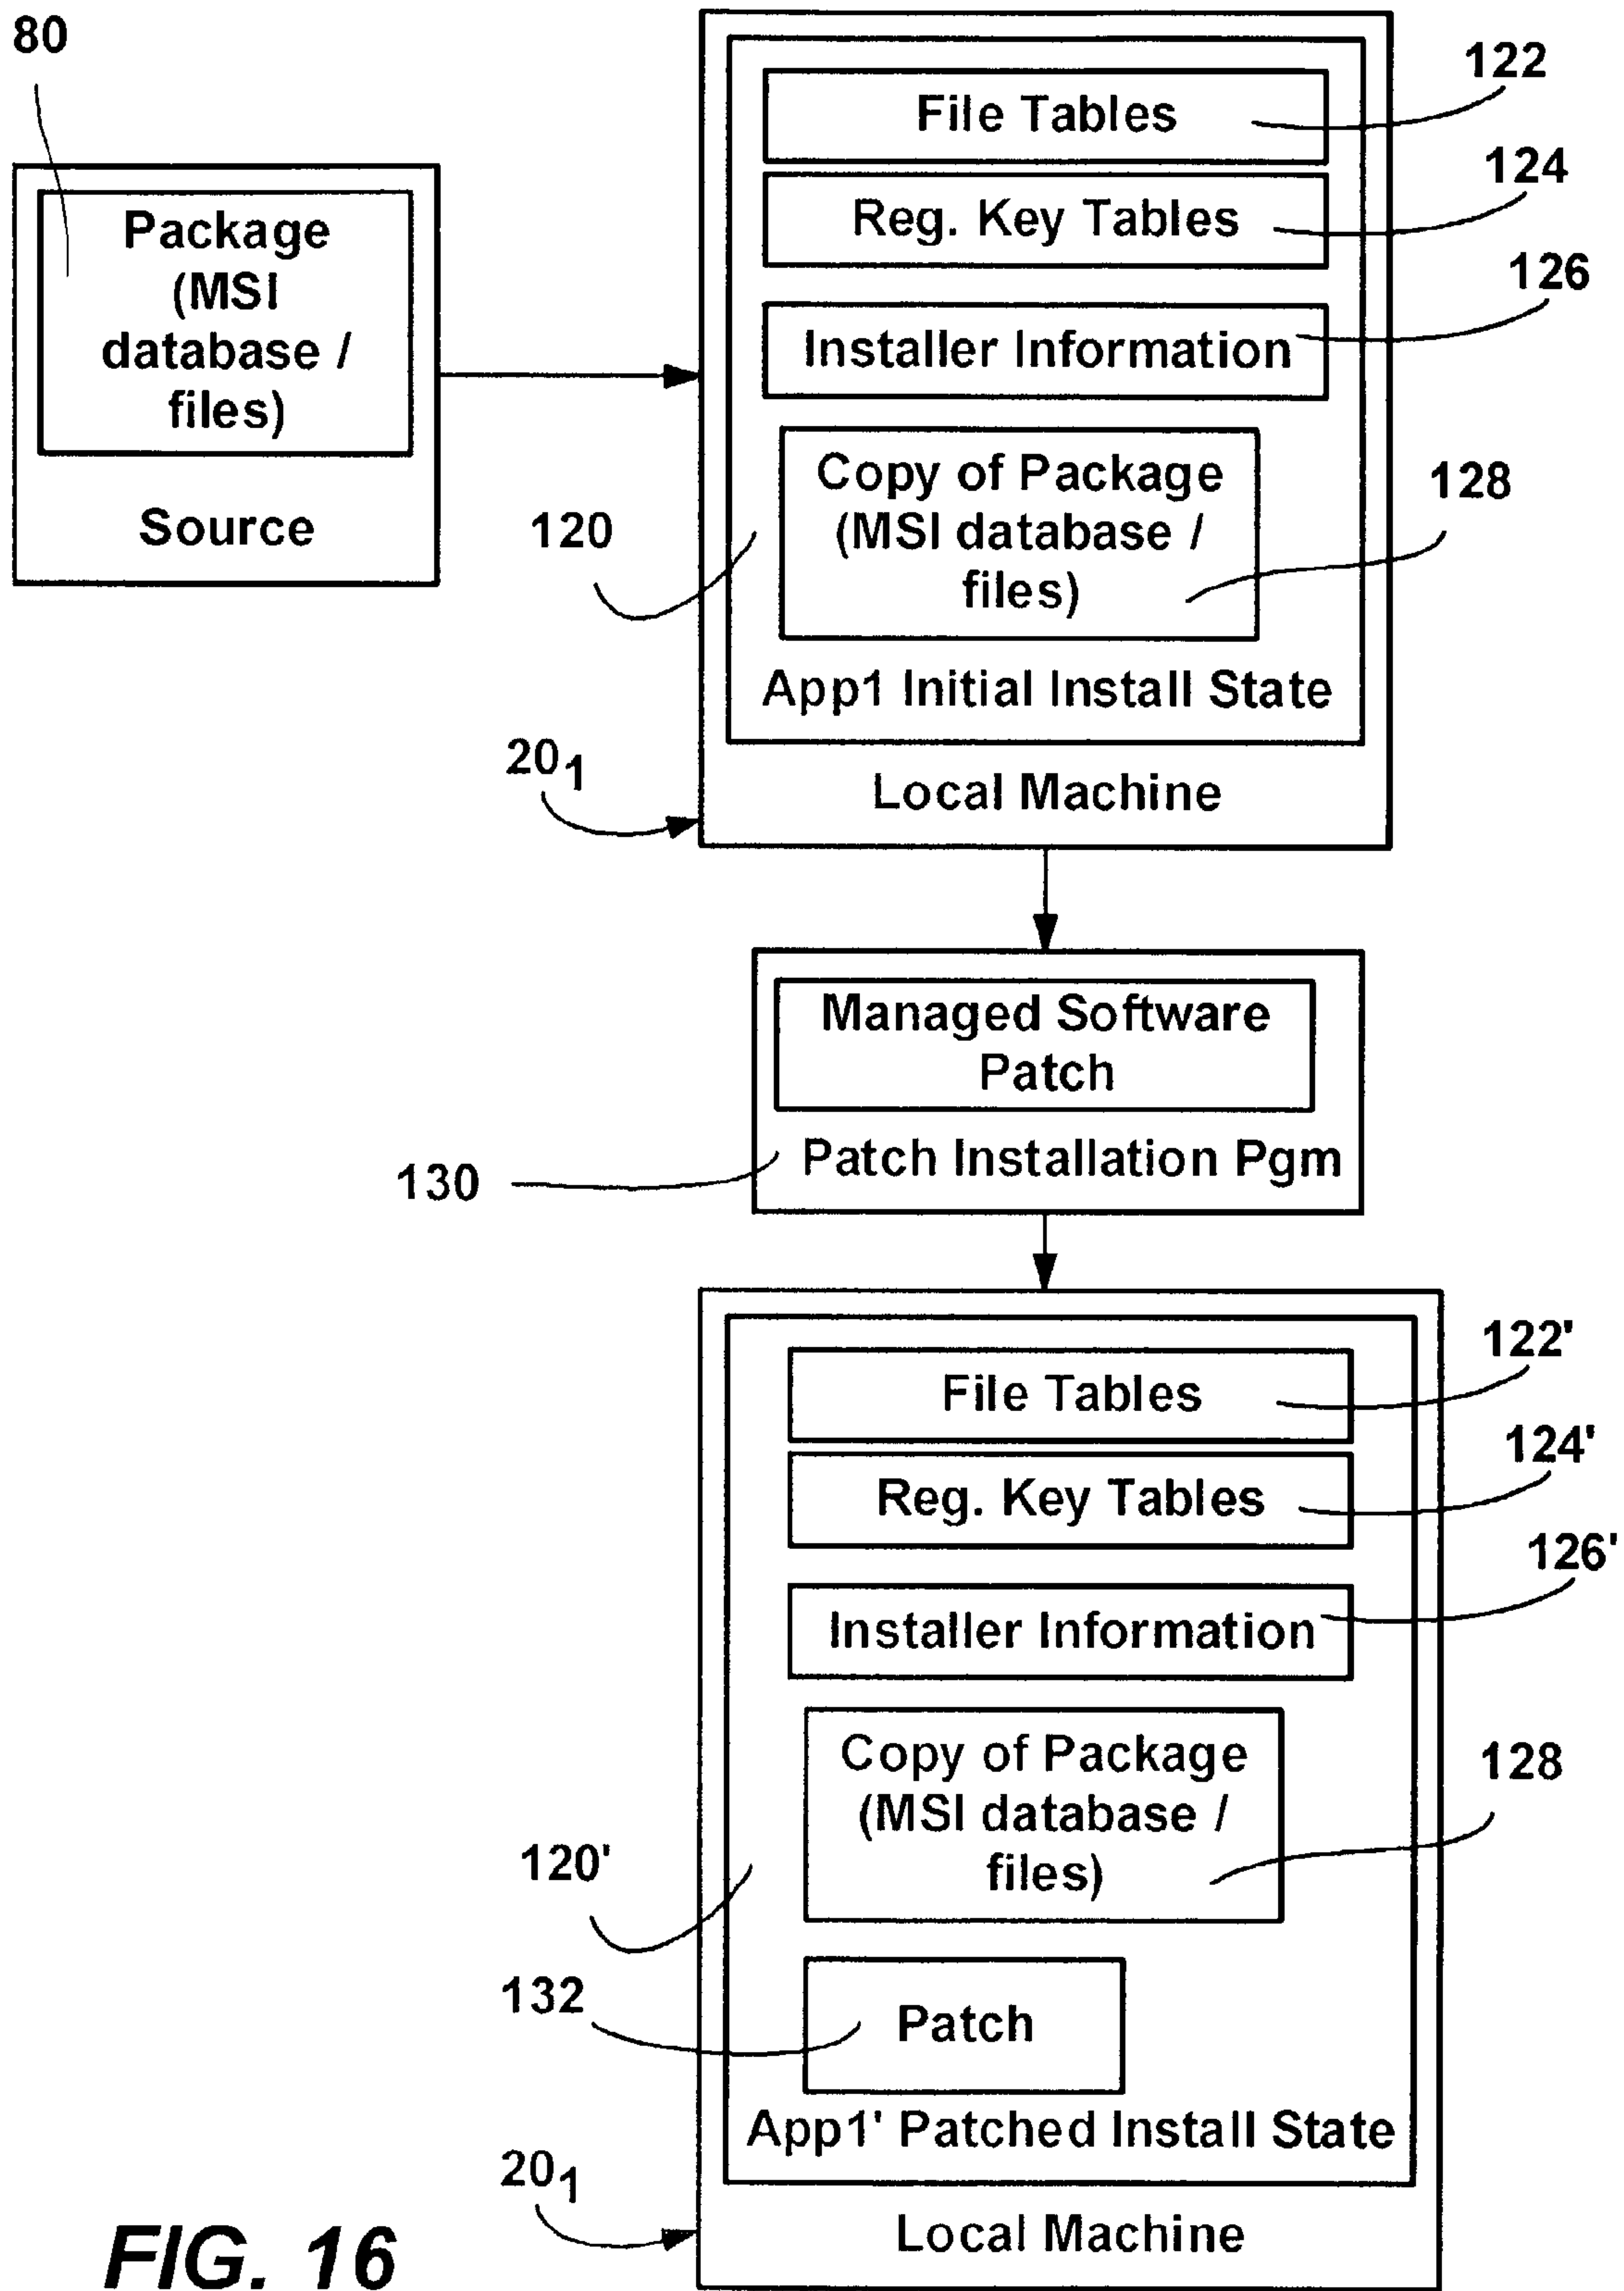 80
Package
(MSI
database /
files)
Source
File Tables
122
Reg. Key Tables
124
Installer Information
126
Copy of Package
(MSI database /
files)
128
120
App1 Initial Install State
20₁
Local Machine
Managed Software
Patch
Patch Installation Pgm
130
File Tables
122'
Reg. Key Tables
124'
Installer Information
126'
Copy of Package
(MSI database /
files)
128
120'
132
Patch
App1' Patched Install State
20₁
Local Machine
FIG. 16